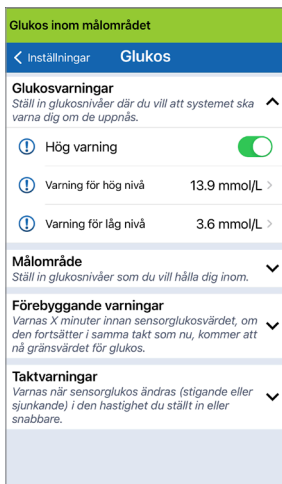 Glukos inom målområdet
Inställningar Glukos
Glukosvarningar
Ställ in glukosnivåer där du vill att systemet ska
varna dig om de uppnås.
Hög varning
Varning för hög nivå 13.9 mmol/L
Varning för låg nivå 3.6 mmol/L
Målområde
Ställ in glukosnivåer som du vill hålla dig inom.
Förebyggande varningar
Varnas X minuter innan sensorglukosvärdet, om
den fortsätter i samma takt som nu, kommer att
nå gränsvärdet för glukos.
Taktvarningar
Varnas när sensorglukos ändras (stigande eller
sjunkande) i den hastighet du ställt in eller
snabbare.